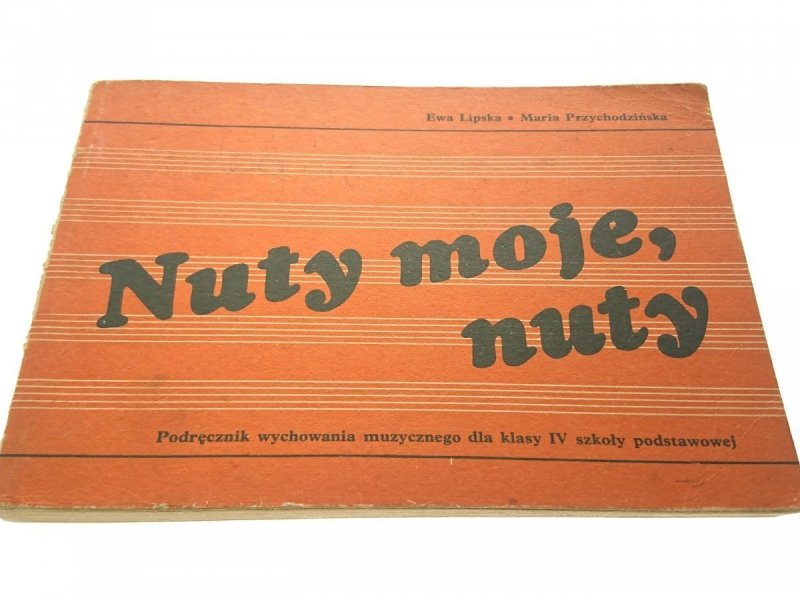 Ewa Lipska • Maria Przychodzińska
Nuty moje,
nuty
Podręcznik wychowania muzycznego dla klasy IV szkoły podstawowej